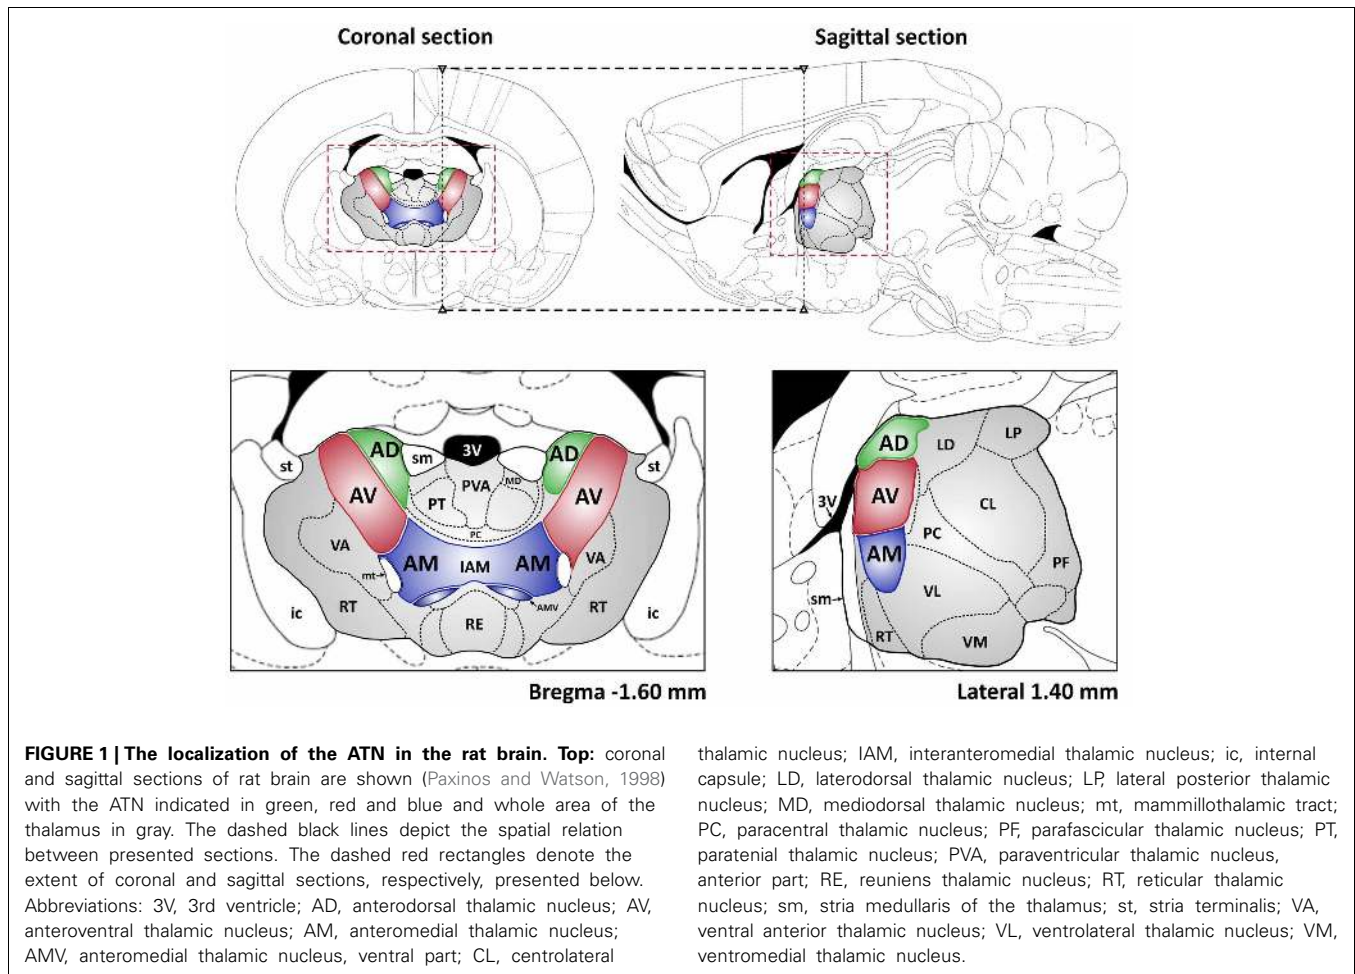 Coronal section
Sagittal section
AD
sm
3V
AD
st
st
AV
PT
PVA
MD
AV
VA
PC
VA
mt
AM
IAM
AM
ic
RT
RE
AMV
RT
ic
Bregma -1.60 mm
AD
LD
LP
3V
AV
CL
PC
AM
PF
sm
VL
RT
VM
Lateral 1.40 mm
FIGURE 1 | The localization of the ATN in the rat brain. Top: coronal
and sagittal sections of rat brain are shown (Paxinos and Watson, 1998)
with the ATN indicated in green, red and blue and whole area of the
thalamus in gray. The dashed black lines depict the spatial relation
between presented sections. The dashed red rectangles denote the
extent of coronal and sagittal sections, respectively, presented below.
Abbreviations: 3V, 3rd ventricle; AD, anterodorsal thalamic nucleus; AV,
anteroventral thalamic nucleus; AM, anteromedial thalamic nucleus;
AMV, anteromedial thalamic nucleus, ventral part; CL, centrolateral
thalamic nucleus; IAM, interanteromedial thalamic nucleus; ic, internal
capsule; LD, laterodorsal thalamic nucleus; LP, lateral posterior thalamic
nucleus; MD, mediodorsal thalamic nucleus; mt, mammillothalamic tract;
PC, paracentral thalamic nucleus; PF, parafascicular thalamic nucleus; PT,
paratenial thalamic nucleus; PVA, paraventricular thalamic nucleus,
anterior part; RE, reuniens thalamic nucleus; RT, reticular thalamic
nucleus; sm, stria medullaris of the thalamus; st, stria terminalis; VA,
ventral anterior thalamic nucleus; VL, ventrolateral thalamic nucleus; VM,
ventromedial thalamic nucleus.